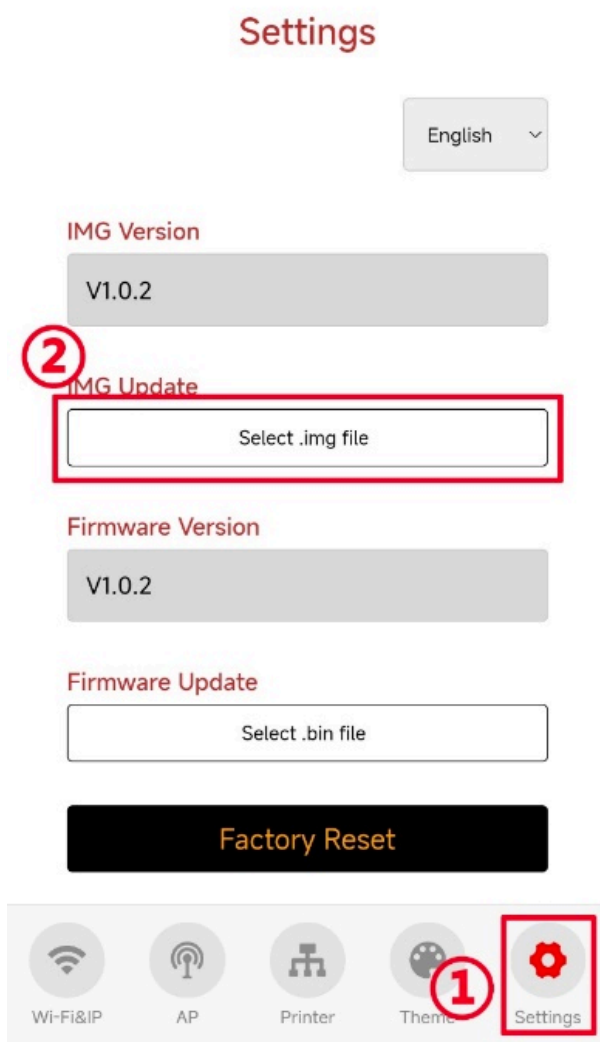 Settings
English
IMG Version
V1.0.2
②
IMG Update
Select .img file
Firmware Version
V1.0.2
Firmware Update
Select .bin file
Factory Reset
①
Wi-Fi&IP AP Printer Theme Settings